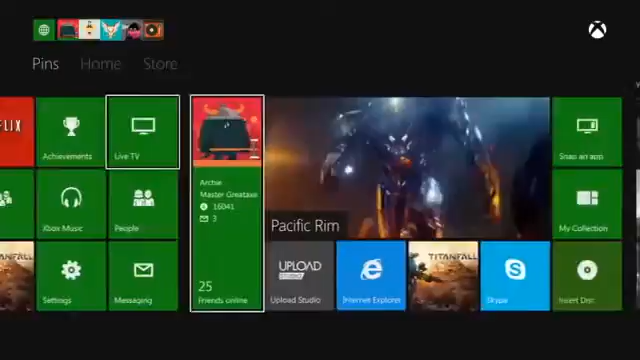 Pins Home Store
FLIX
Achievements
Live TV
Xbox Music
People
Settings
Messaging
Archie
Master Greataxe
16041
3
25
Friends online
Pacific Rim
UPLOAD
Upload Studio
Internet Explorer
TITANFALL
Skype
Snap an app
My Collection
Insert Disc